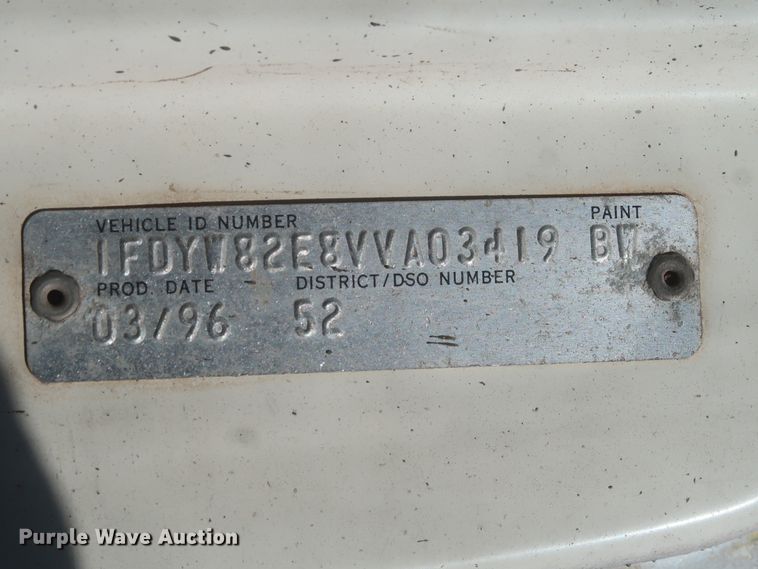 VEHICLE ID NUMBER PAINT
1FDYW82E8VVA03419 BW
PROD. DATE DISTRICT/DSO NUMBER
03/96 52
Purple Wave Auction